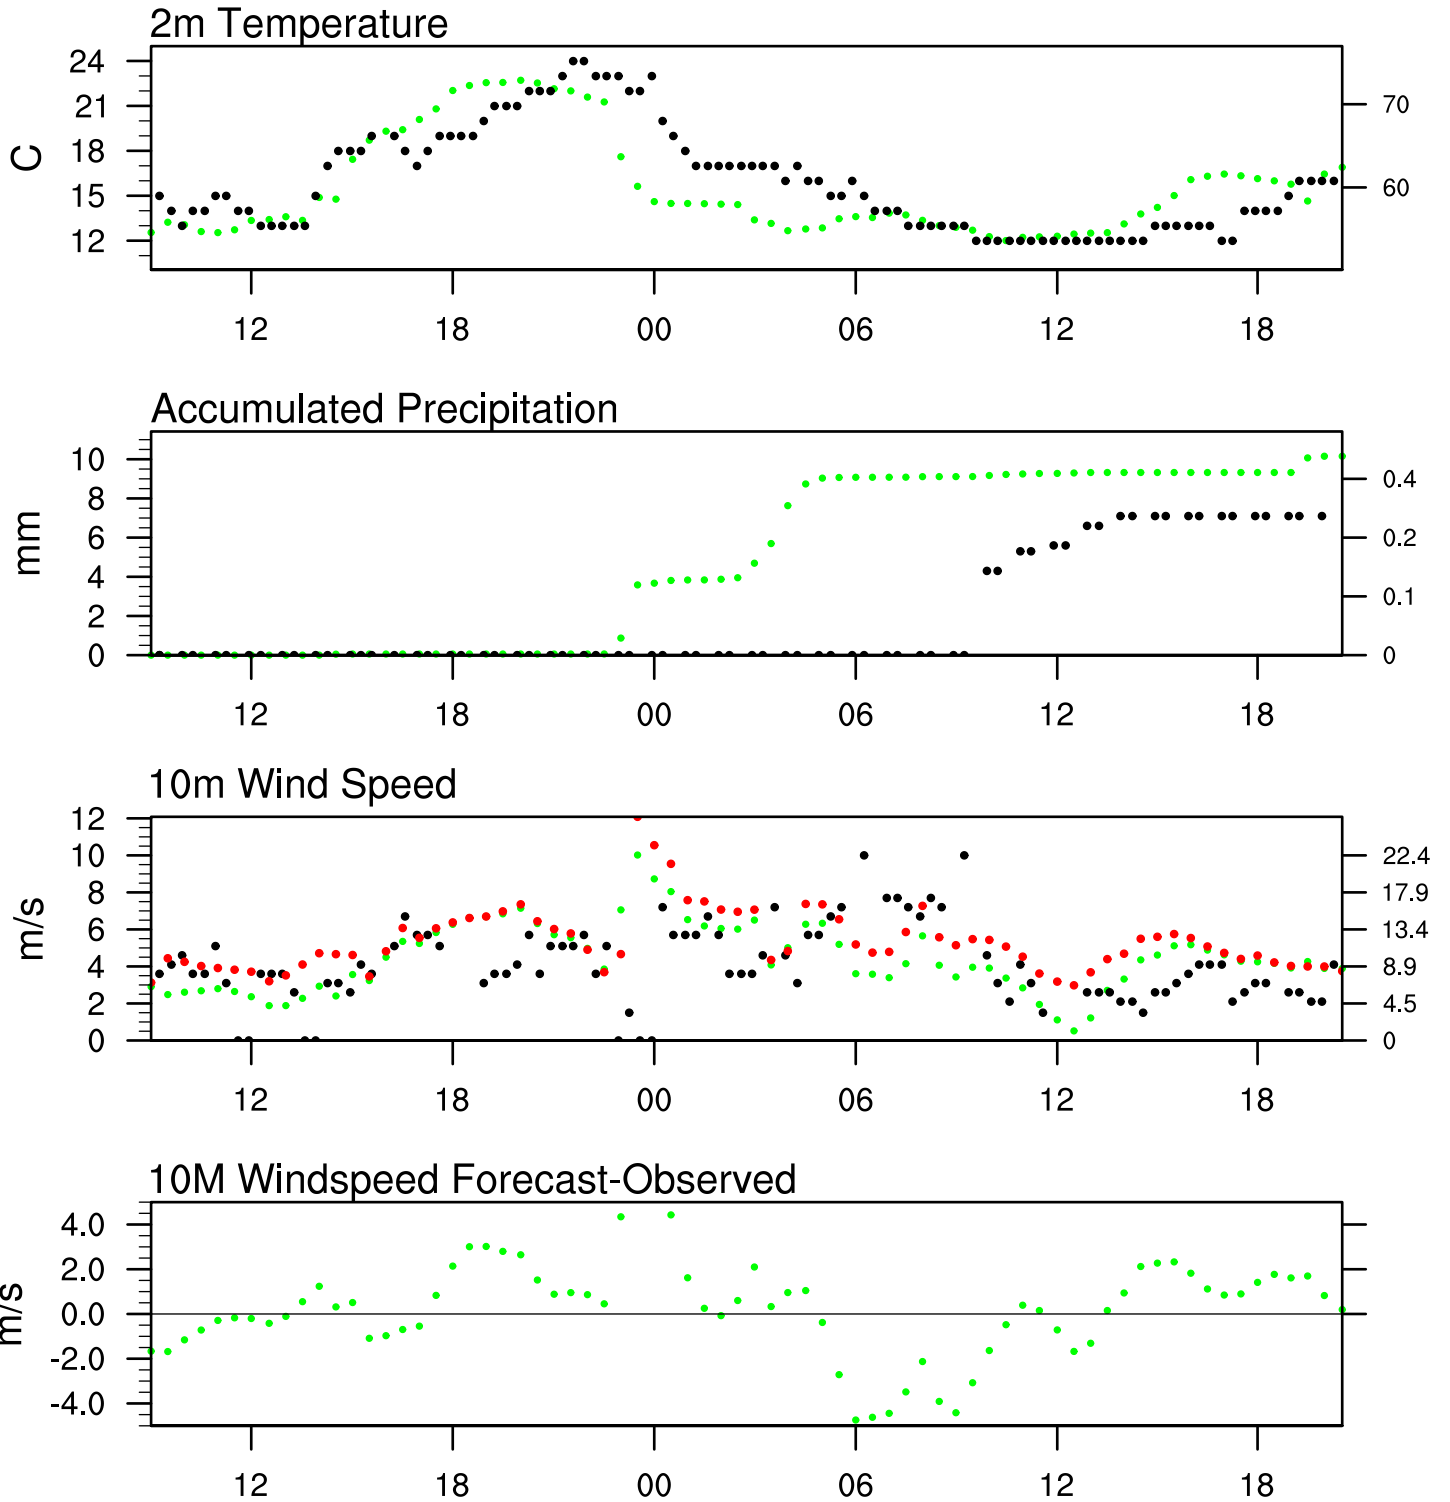 2m Temperature
24
21
18
15
12
C
70
60
12 18 00 06 12 18
Accumulated Precipitation
10
8
6
4
2
0
mm
0.4
0.2
0.1
0
12 18 00 06 12 18
10m Wind Speed
12
10
8
6
4
2
0
m/s
22.4
17.9
13.4
8.9
4.5
0
12 18 00 06 12 18
10M Windspeed Forecast-Observed
4.0
2.0
0.0
-2.0
-4.0
m/s
12 18 00 06 12 18